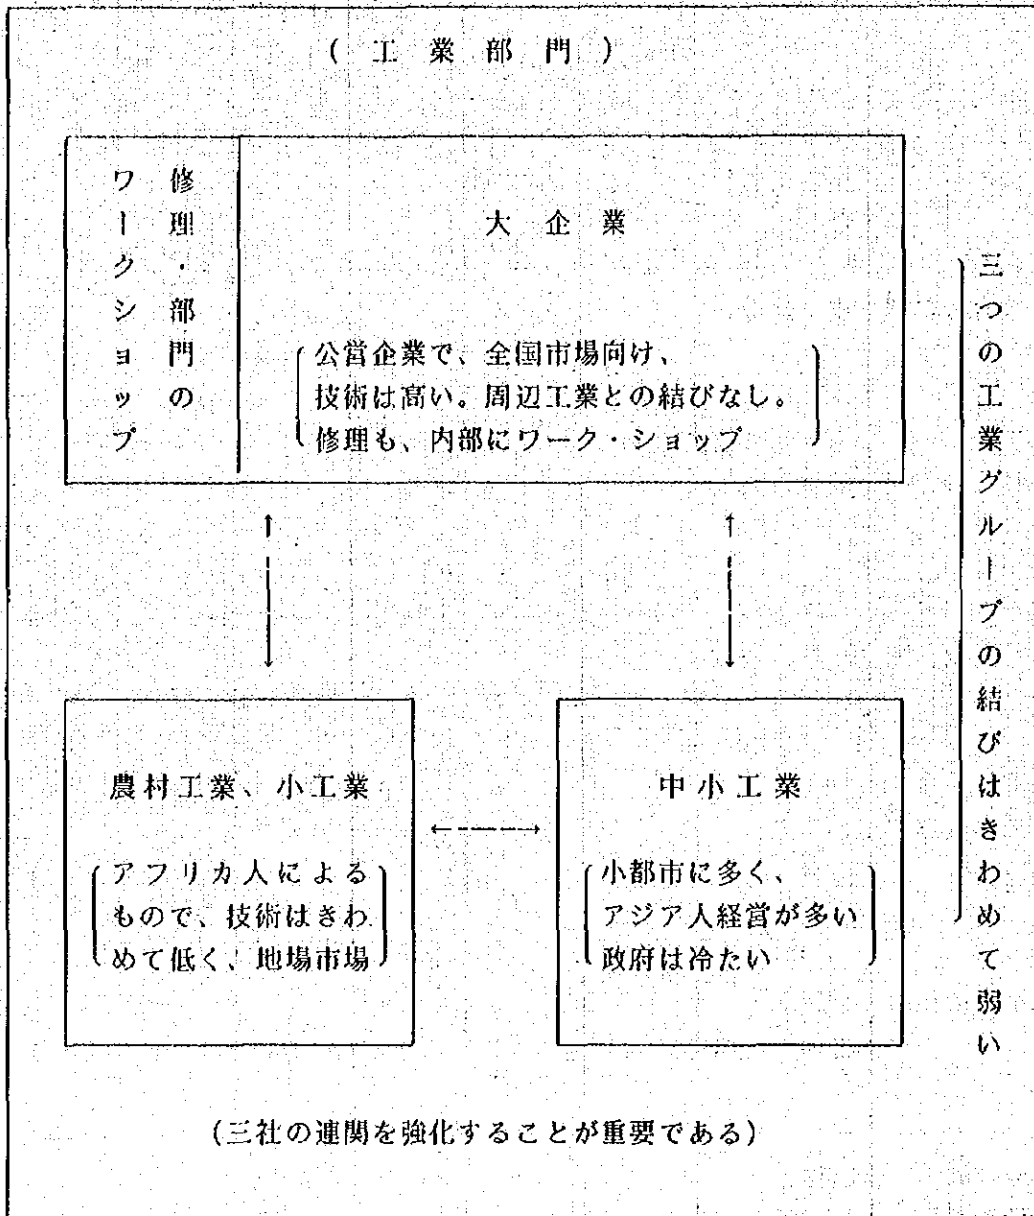 (工業部門)
修理・部門の
ワークショップ
大企業
公営企業で、全国市場向け、
技術は高い。周辺工業との結びなし。
修理も、内部にワーク・ショップ
三つの工業グループの結びはきわめて弱い
農村工業、小工業
アフリカ人による
もので、技術はきわ
めて低く、地場市場
中小工業
小都市に多く、
アジア人経営が多い
政府は冷たい
(三社の連関を強化することが重要である)